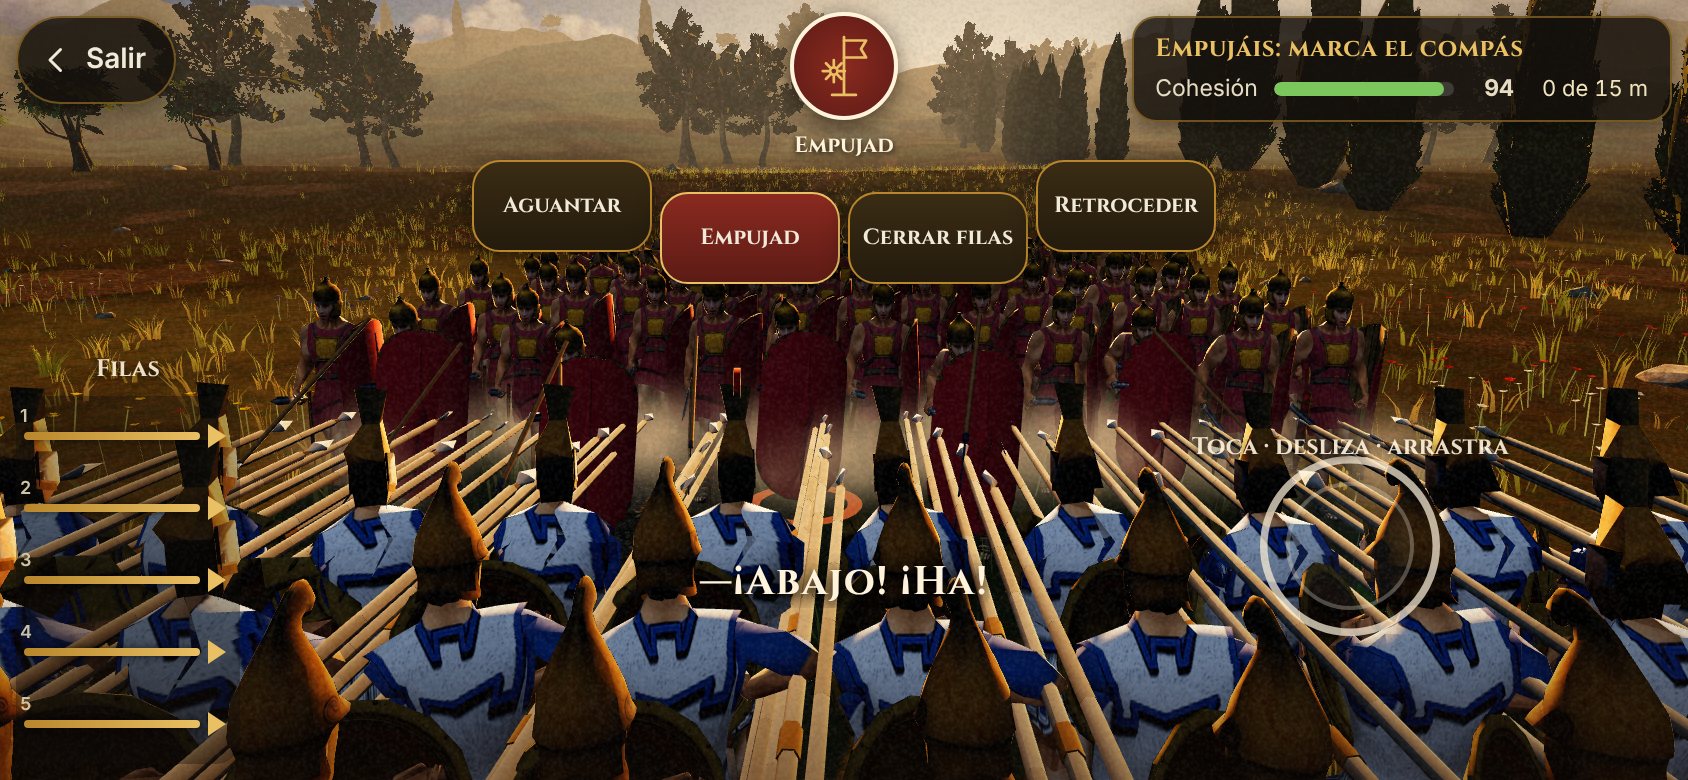 Salir
Empujad
Empujáis: marca el compás
Cohesión 94 0 de 15 m
Aguantar
Empujad
Cerrar filas
Retroceder
Filas
1
2
3
4
5
Toca · desliza · arrastra
—¡Abajo! ¡Ha!